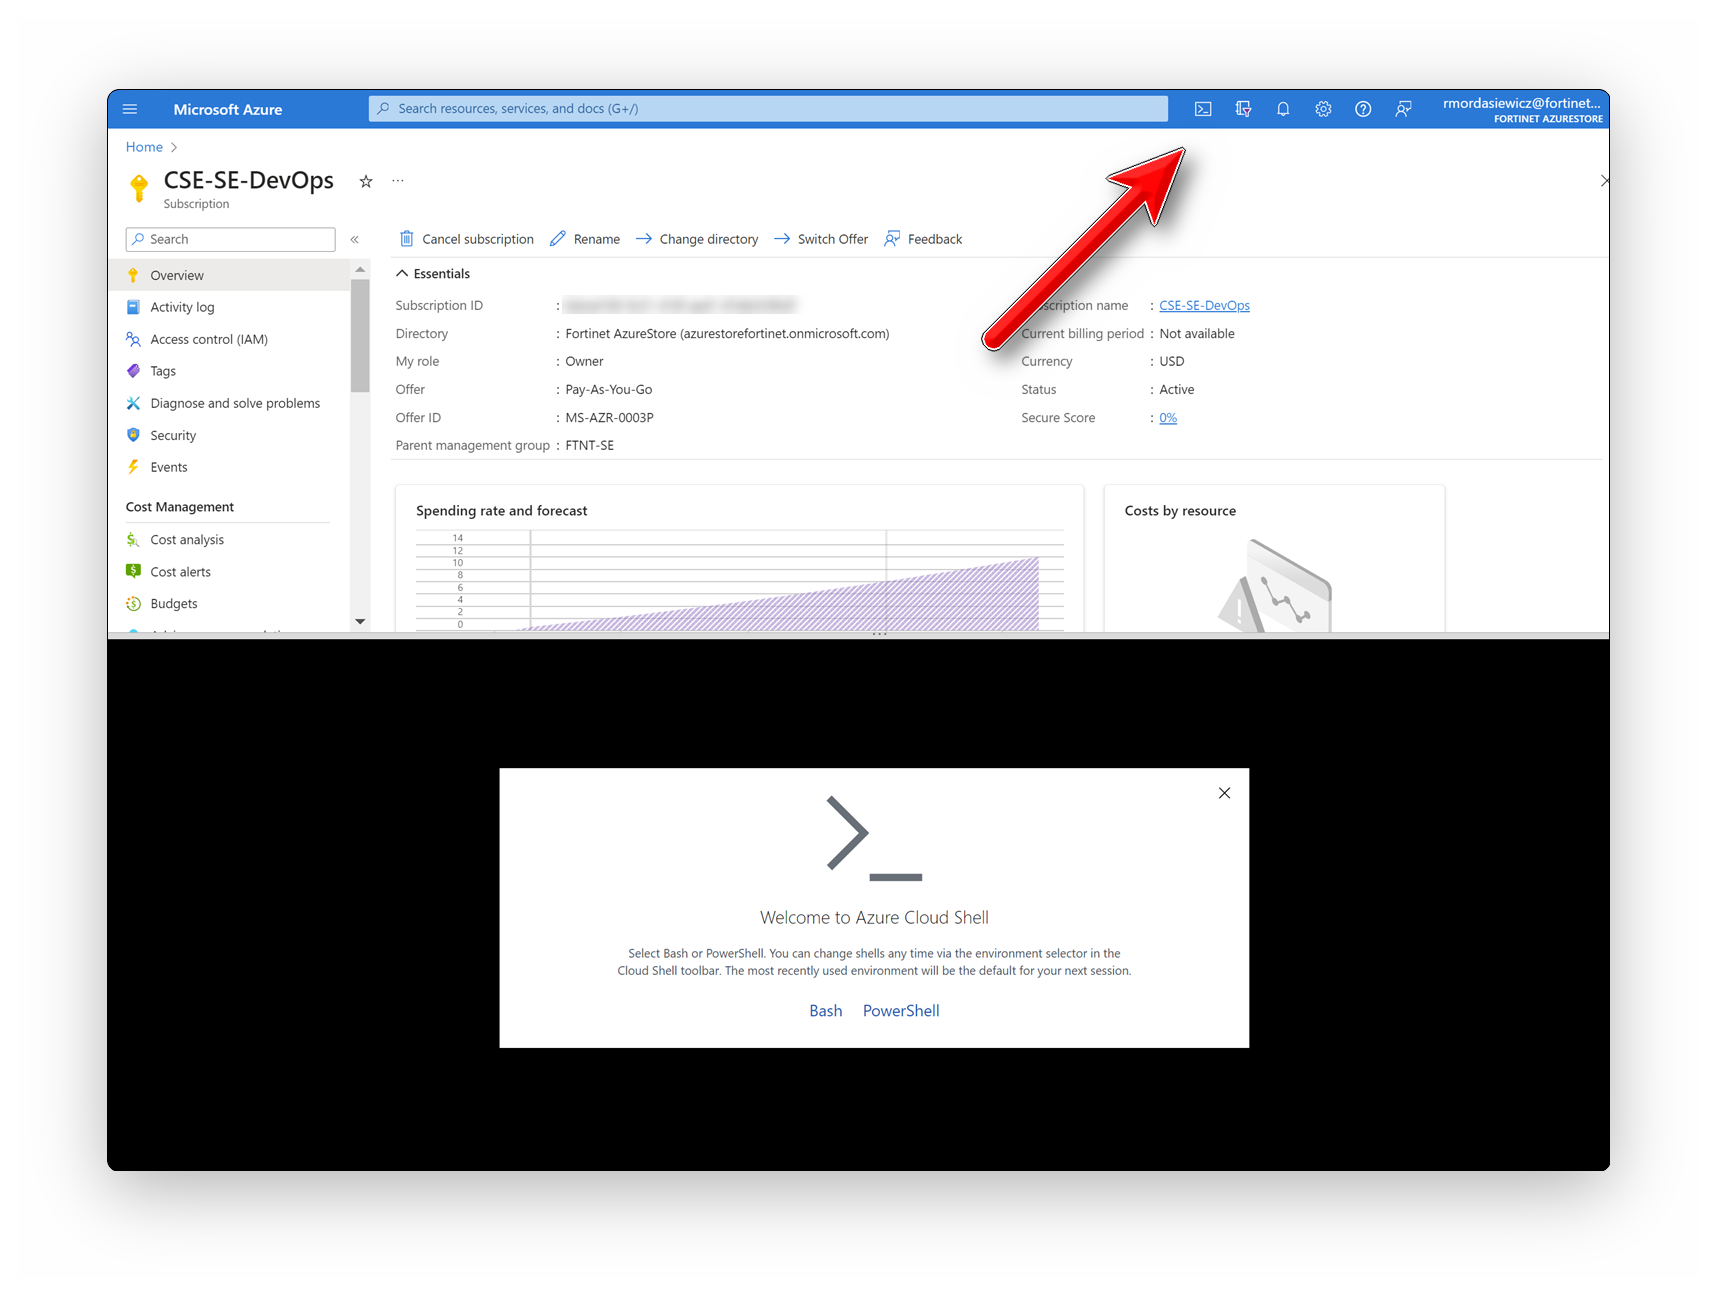 Microsoft Azure
Search resources, services, and docs (G+/)
rmordasiewicz@fortinet...
FORTINET AZURESTORE
Home
CSE-SE-DevOps
Subscription
Search
Cancel subscription
Rename
Change directory
Switch Offer
Feedback
Overview
Activity log
Access control (IAM)
Tags
Diagnose and solve problems
Security
Events
Cost Management
Cost analysis
Cost alerts
Budgets
Essentials
Subscription ID :
Directory : Fortinet AzureStore (azurestorefortinet.onmicrosoft.com)
My role : Owner
Offer : Pay-As-You-Go
Offer ID : MS-AZR-0003P
Parent management group : FTNT-SE
name : CSE-SE-DevOps
Current billing period : Not available
Currency : USD
Status : Active
Secure Score : 0%
Spending rate and forecast
14
12
10
8
6
4
2
0
Costs by resource
Welcome to Azure Cloud Shell
Select Bash or PowerShell. You can change shells any time via the environment selector in the
Cloud Shell toolbar. The most recently used environment will be the default for your next session.
Bash PowerShell